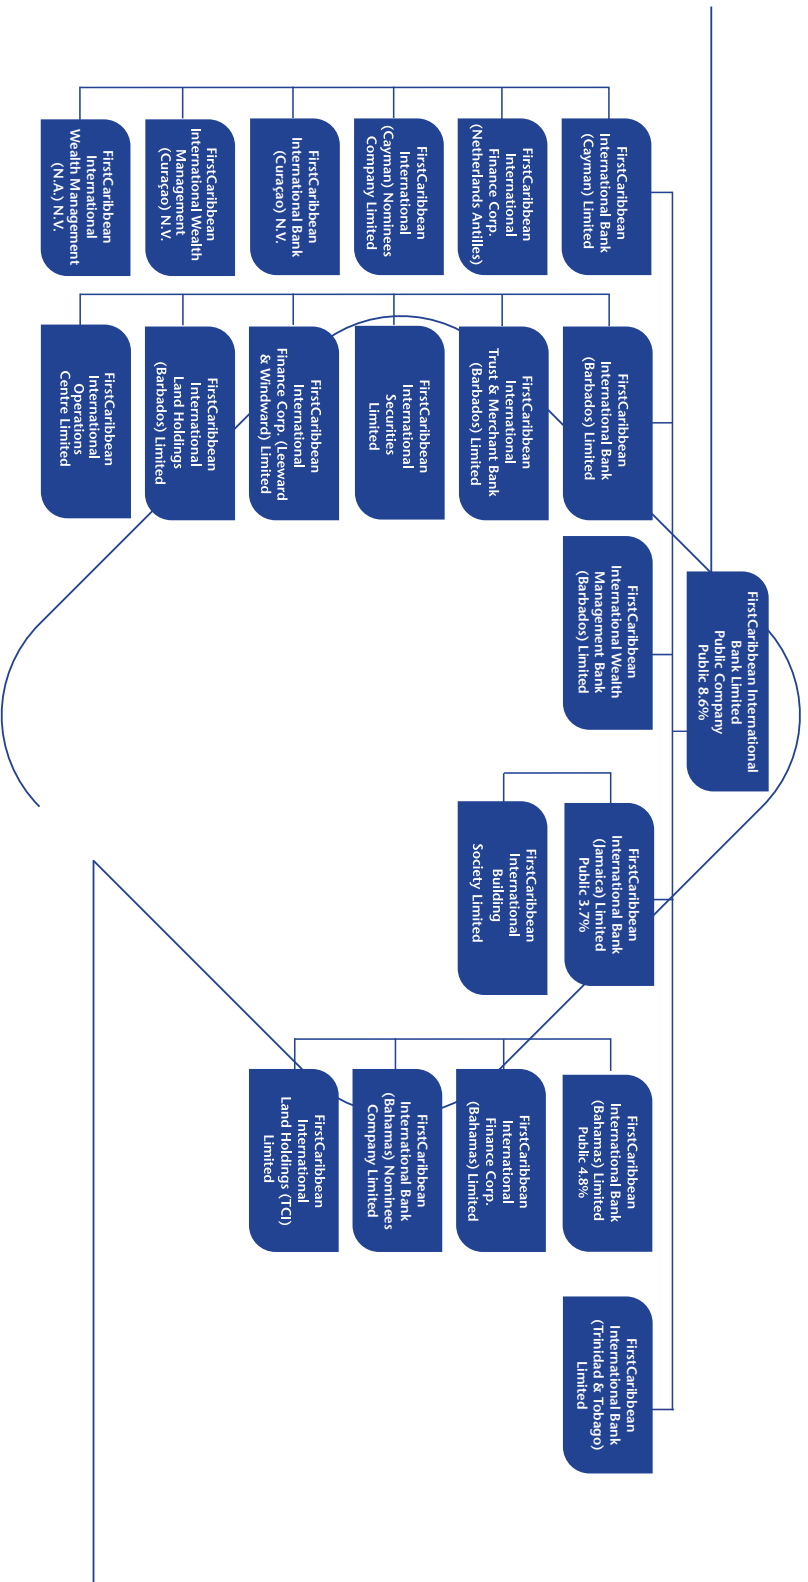 FirstCaribbean International
Bank Limited
Public Company
Public 8.6%
FirstCaribbean
International Bank
(Cayman) Limited
FirstCaribbean
International
Finance Corp.
(Netherlands Antilles)
FirstCaribbean
International
(Cayman) Nominees
Company Limited
FirstCaribbean
International Bank
(Curaçao) N.V.
FirstCaribbean
International Wealth
Management
(Curaçao) N.V.
FirstCaribbean
International
Wealth Management
(N.A.) N.V.
FirstCaribbean
International Bank
(Barbados) Limited
FirstCaribbean
International
Trust & Merchant Bank
(Barbados) Limited
FirstCaribbean
International
Securities
Limited
FirstCaribbean
International
Finance Corp. (Leeward
& Windward) Limited
FirstCaribbean
International
Land Holdings
(Barbados) Limited
FirstCaribbean
International
Operations
Centre Limited
FirstCaribbean
International Wealth
Management Bank
(Barbados) Limited
FirstCaribbean
International Bank
(Jamaica) Limited
Public 3.7%
FirstCaribbean
International
Building
Society Limited
FirstCaribbean
International Bank
(Bahamas) Limited
Public 4.8%
FirstCaribbean
International
Finance Corp.
(Bahamas) Limited
FirstCaribbean
International Bank
(Bahamas) Nominees
Company Limited
FirstCaribbean
International
Land Holdings (TCI)
Limited
FirstCaribbean
International Bank
(Trinidad & Tobago)
Limited